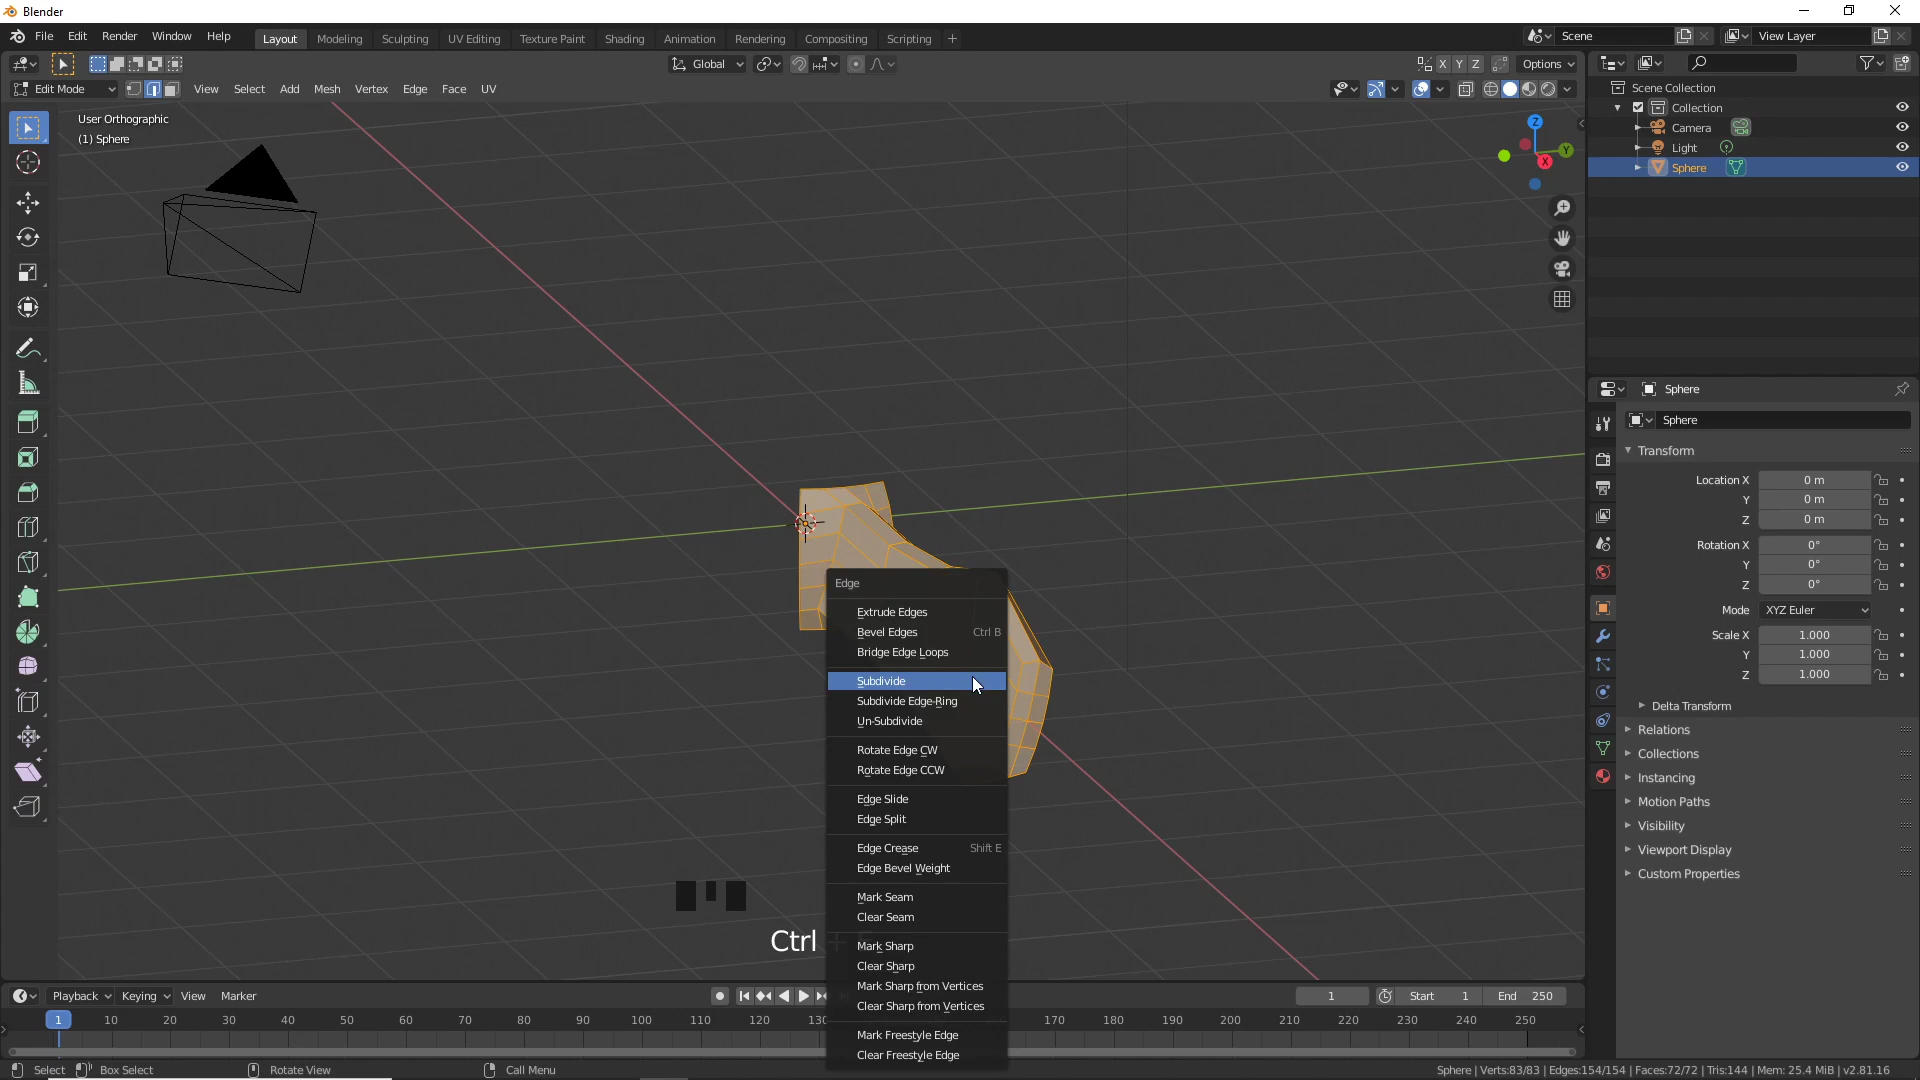 Blender
File Edit Render Window Help Layout Modeling Sculpting UV Editing Texture Paint Shading Animation Rendering Compositing Scripting + Scene View Layer
Global X Y Z Options
Edit Mode View Select Add Mesh Vertex Edge Face UV
User Orthographic
(1) Sphere
Z
Y
X
Scene Collection
Collection
Camera
Light
Sphere
Sphere
Sphere
Transform
Location X 0 m
Y 0 m
Z 0 m
Rotation X 0°
Y 0°
Z 0°
Mode XYZ Euler
Scale X 1.000
Y 1.000
Z 1.000
Delta Transform
Relations
Collections
Instancing
Motion Paths
Visibility
Viewport Display
Custom Properties
Edge
Extrude Edges
Bevel Edges Ctrl B
Bridge Edge Loops
Subdivide
Subdivide Edge-Ring
Un-Subdivide
Rotate Edge CW
Rotate Edge CCW
Edge Slide
Edge Split
Edge Crease Shift E
Edge Bevel Weight
Mark Seam
Clear Seam
Mark Sharp
Clear Sharp
Mark Sharp from Vertices
Clear Sharp from Vertices
Mark Freestyle Edge
Clear Freestyle Edge
Ctrl +
Playback Keying View Marker 1 Start 1 End 250
1 10 20 30 40 50 60 70 80 90 100 110 120 170 180 190 200 210 220 230 240 250
Select Box Select Rotate View Call Menu Sphere | Verts:83/83 | Edges:154/154 | Faces:72/72 | Tris:144 | Mem: 25.4 MiB | v2.81.16